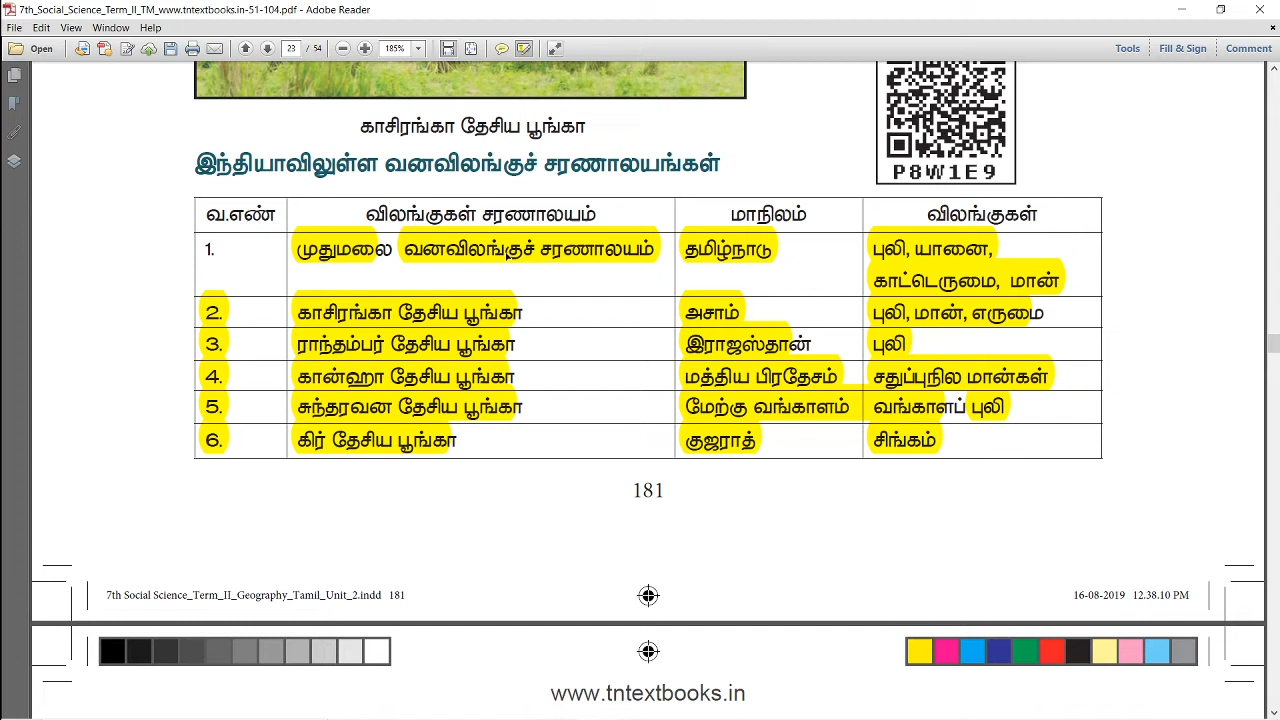 7th_Social_Science_Term_II_TM_www.tntextbooks.in-51-104.pdf - Adobe Reader
File Edit View Window Help
Open 23 / 54 185% Tools Fill & Sign Comment
காசிரங்கா தேசிய பூங்கா
P8W1E9
இந்தியாவிலுள்ள வனவிலங்குச் சரணாலயங்கள்
வ.எண் விலங்குகள் சரணாலயம் மாநிலம் விலங்குகள்
1. முதுமலை வனவிலங்குச் சரணாலயம் தமிழ்நாடு புலி, யானை,
காட்டெருமை, மான்
2. காசிரங்கா தேசிய பூங்கா அசாம் புலி, மான், எருமை
3. ராந்தம்பர் தேசிய பூங்கா இராஜஸ்தான் புலி
4. கான்ஹா தேசிய பூங்கா மத்திய பிரதேசம் சதுப்புநில மான்கள்
5. சுந்தரவன தேசிய பூங்கா மேற்கு வங்காளம் வங்காளப் புலி
6. கிர் தேசிய பூங்கா குஜராத் சிங்கம்
181
7th Social Science_Term_II_Geography_Tamil_Unit_2.indd 181 16-08-2019 12.38.10 PM
www.tntextbooks.in